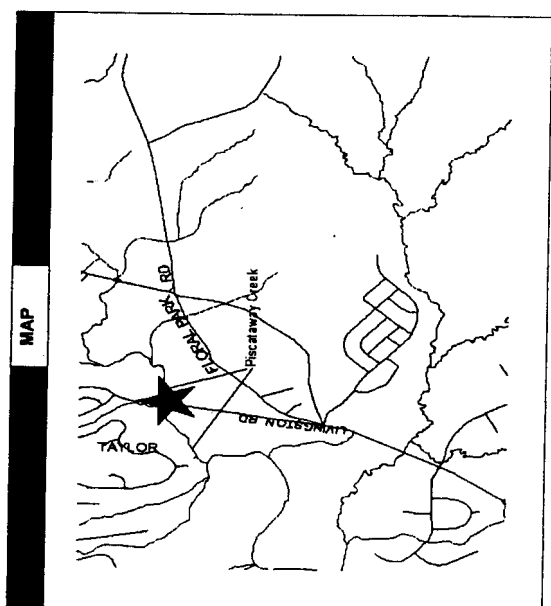 MAP
FLORAL PARK RD
Piscataway Creek
TAYLOR
LIVINGSTON RD